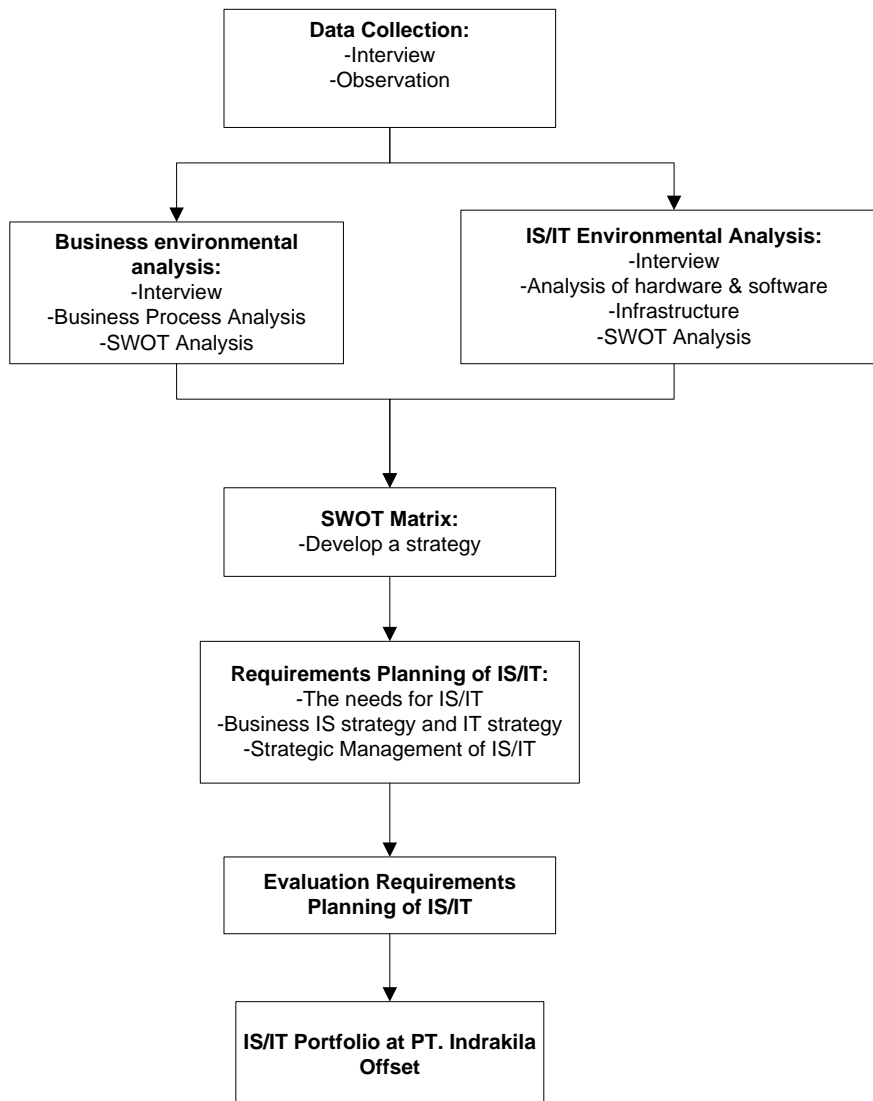 Data Collection:
-Interview
-Observation
Business environmental
analysis:
-Interview
-Business Process Analysis
-SWOT Analysis
IS/IT Environmental Analysis:
-Interview
-Analysis of hardware & software
-Infrastructure
-SWOT Analysis
SWOT Matrix:
-Develop a strategy
Requirements Planning of IS/IT:
-The needs for IS/IT
-Business IS strategy and IT strategy
-Strategic Management of IS/IT
Evaluation Requirements
Planning of IS/IT
IS/IT Portfolio at PT. Indrakila
Offset